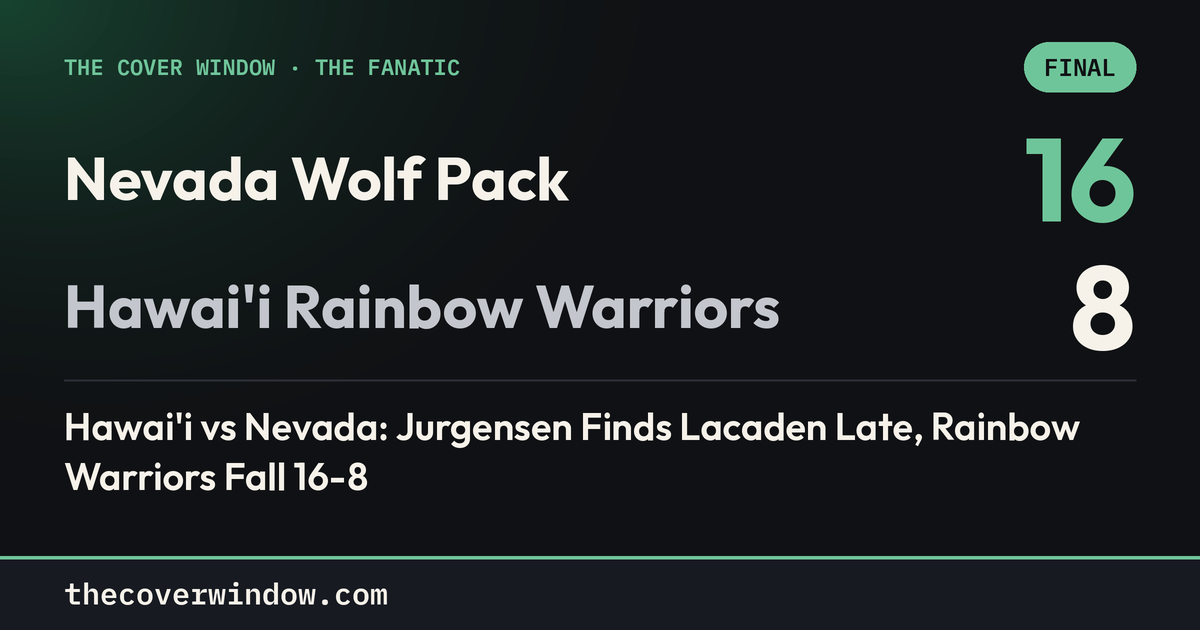 THE COVER WINDOW · THE FANATIC
FINAL
Nevada Wolf Pack
16
Hawai'i Rainbow Warriors
8
Hawai'i vs Nevada: Jurgensen Finds Lacaden Late, Rainbow
Warriors Fall 16-8
thecoverwindow.com